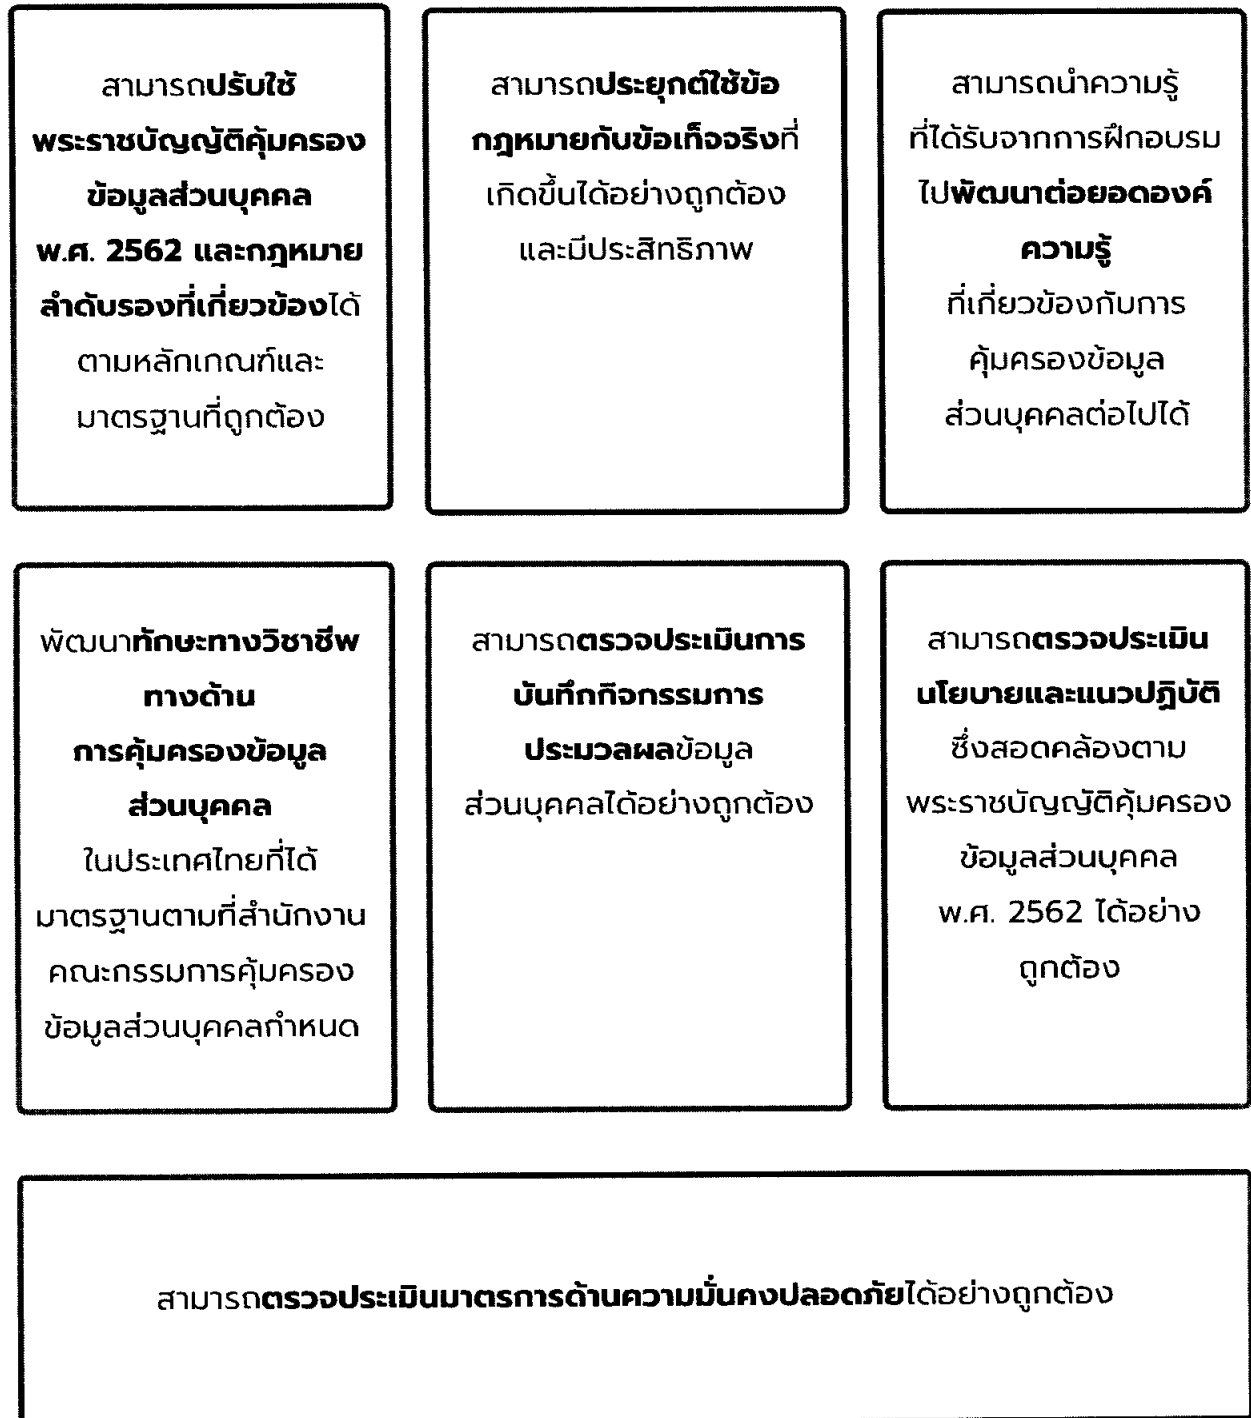 สามารถปรับใช้
พระราชบัญญัติคุ้มครอง
ข้อมูลส่วนบุคคล
พ.ศ. 2562 และกฎหมาย
ลำดับรองที่เกี่ยวข้องได้
ตามหลักเกณฑ์และ
มาตรฐานที่ถูกต้อง
สามารถประยุกต์ใช้ข้อ
กฎหมายกับข้อเท็จจริงที่
เกิดขึ้นได้อย่างถูกต้อง
และมีประสิทธิภาพ
สามารถนำความรู้
ที่ได้รับจากการฝึกอบรม
ไปพัฒนาต่อยอดองค์
ความรู้
ที่เกี่ยวข้องกับการ
คุ้มครองข้อมูล
ส่วนบุคคลต่อไปได้
พัฒนาทักษะทางวิชาชีพ
ทางด้าน
การคุ้มครองข้อมูล
ส่วนบุคคล
ในประเทศไทยที่ได้
มาตรฐานตามที่สำนักงาน
คณะกรรมการคุ้มครอง
ข้อมูลส่วนบุคคลกำหนด
สามารถตรวจประเมินการ
บันทึกกิจกรรมการ
ประมวลผลข้อมูล
ส่วนบุคคลได้อย่างถูกต้อง
สามารถตรวจประเมิน
นโยบายและแนวปฏิบัติ
ซึ่งสอดคล้องตาม
พระราชบัญญัติคุ้มครอง
ข้อมูลส่วนบุคคล
พ.ศ. 2562 ได้อย่าง
ถูกต้อง
สามารถตรวจประเมินมาตรการด้านความมั่นคงปลอดภัยได้อย่างถูกต้อง